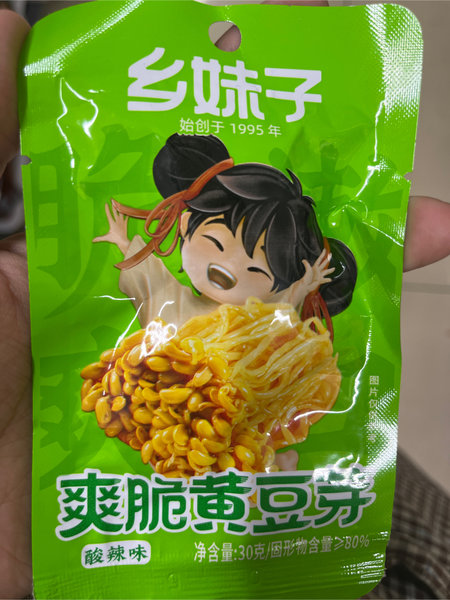 乡妹子
始创于 1995 年
脆
爽脆黄豆芽
酸辣味
净含量:30克/固形物含量≥80%